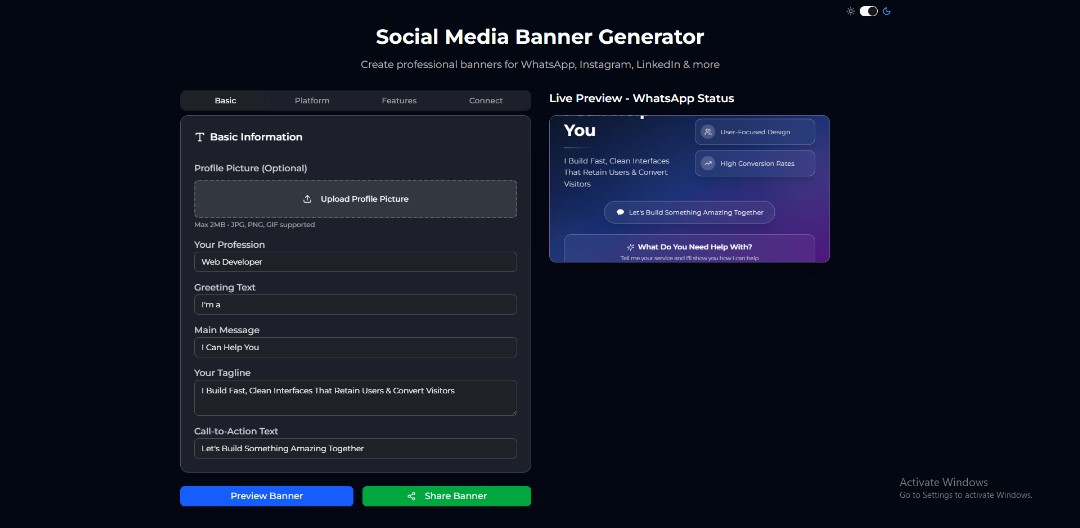 Social Media Banner Generator
Create professional banners for WhatsApp, Instagram, LinkedIn & more
Basic Platform Features Connect
Basic Information
Profile Picture (Optional)
Upload Profile Picture
Max 2MB • JPG, PNG, GIF supported
Your Profession
Web Developer
Greeting Text
I'm a
Main Message
I Can Help You
Your Tagline
I Build Fast, Clean Interfaces That Retain Users & Convert Visitors
Call-to-Action Text
Let's Build Something Amazing Together
Preview Banner
Share Banner
Live Preview - WhatsApp Status
You
I Build Fast, Clean Interfaces
That Retain Users & Convert
Visitors
User-Focused Design
High Conversion Rates
Let's Build Something Amazing Together
What Do You Need Help With?
Tell me your service and I'll show you how I can help
Activate Windows
Go to Settings to activate Windows.